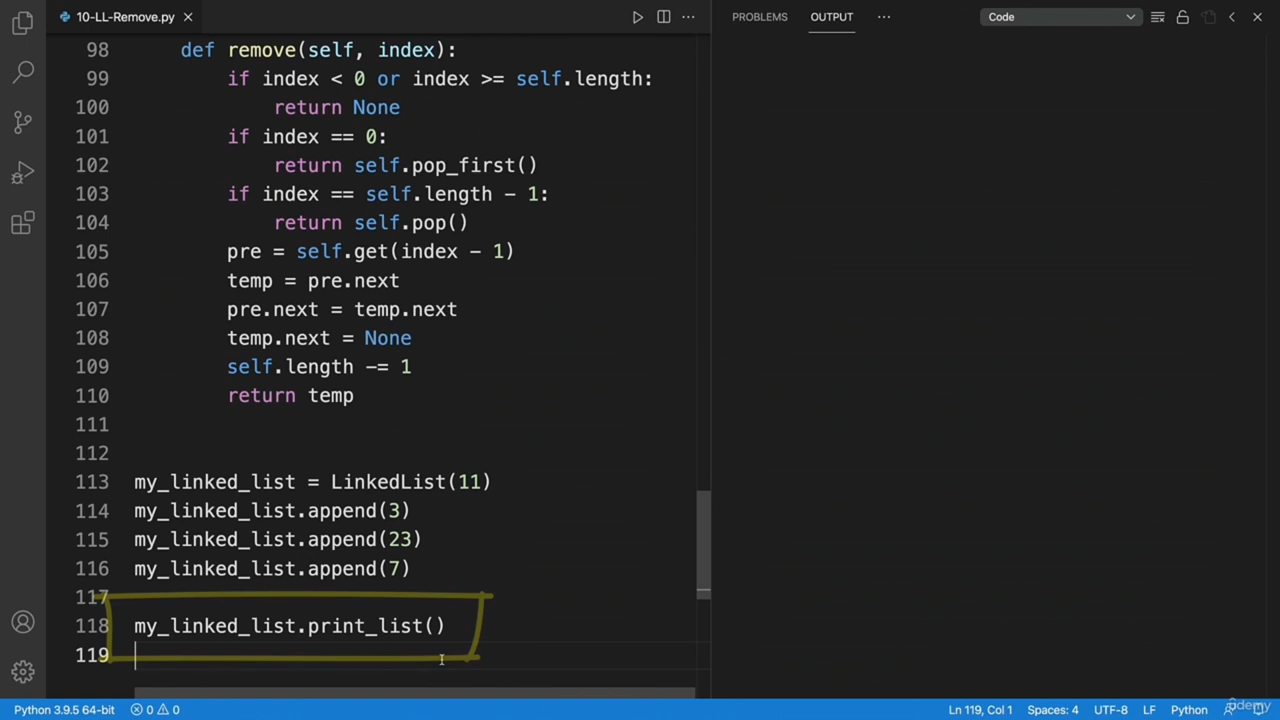 10-LL-Remove.py
PROBLEMS OUTPUT Code
98 def remove(self, index):
99 if index < 0 or index >= self.length:
100 return None
101 if index == 0:
102 return self.pop_first()
103 if index == self.length - 1:
104 return self.pop()
105 pre = self.get(index - 1)
106 temp = pre.next
107 pre.next = temp.next
108 temp.next = None
109 self.length -= 1
110 return temp
111
112
113 my_linked_list = LinkedList(11)
114 my_linked_list.append(3)
115 my_linked_list.append(23)
116 my_linked_list.append(7)
117
118 my_linked_list.print_list()
119
Python 3.9.5 64-bit 0 0 Ln 119, Col 1 Spaces: 4 UTF-8 LF Python
ûdemy